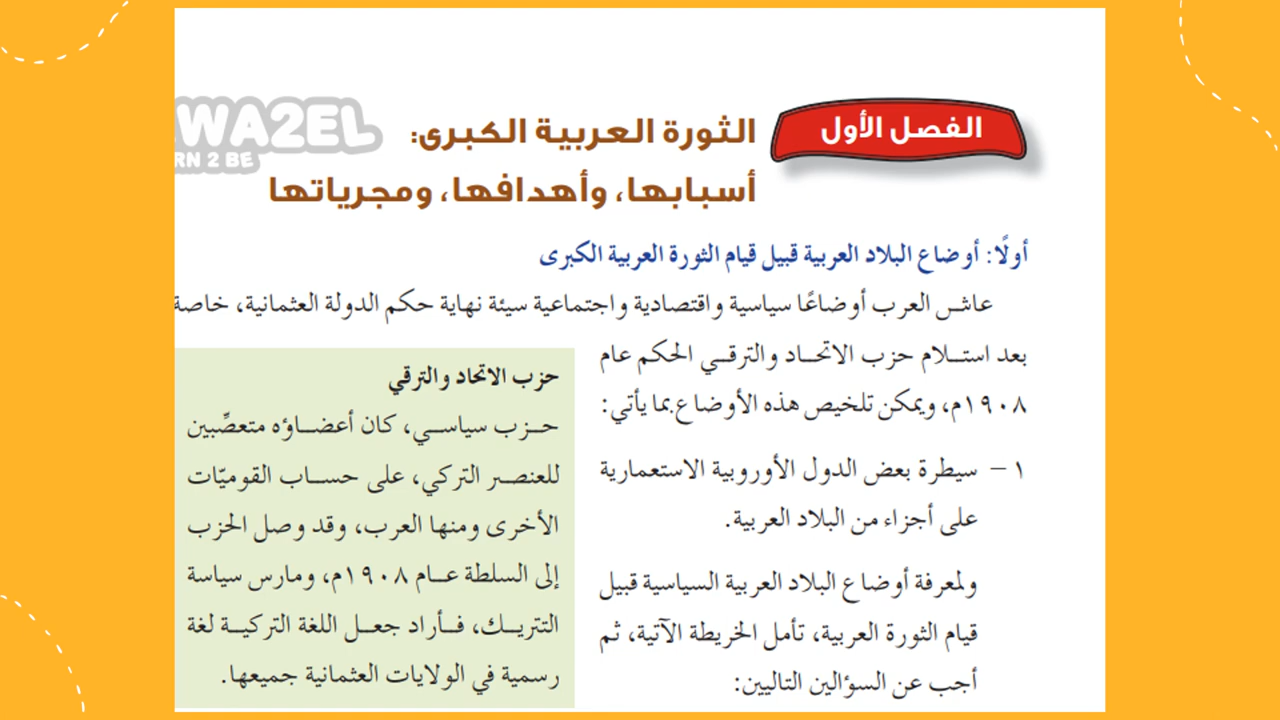 الفصل الأول
الثورة العربية الكبرى:
أسبابها، وأهدافها، ومجرياتها
WA2EL
RN 2 BE
أولًا: أوضاع البلاد العربية قبيل قيام الثورة العربية الكبرى
عاش العرب أوضاعًا سياسية واقتصادية واجتماعية سيئة نهاية حكم الدولة العثمانية، خاصة
بعد استلام حزب الاتحاد والترقي الحكم عام
١٩٠٨م، ويمكن تلخيص هذه الأوضاع بما يأتي:
١ – سيطرة بعض الدول الأوروبية الاستعمارية
على أجزاء من البلاد العربية.
ولمعرفة أوضاع البلاد العربية السياسية قبيل
قيام الثورة العربية، تأمل الخريطة الآتية، ثم
أجب عن السؤالين التاليين:
حزب الاتحاد والترقي
حزب سياسي، كان أعضاؤه متعصِّبين
للعنصر التركي، على حساب القوميّات
الأخرى ومنها العرب، وقد وصل الحزب
إلى السلطة عام ١٩٠٨م، ومارس سياسة
التتريك، فأراد جعل اللغة التركية لغة
رسمية في الولايات العثمانية جميعها.